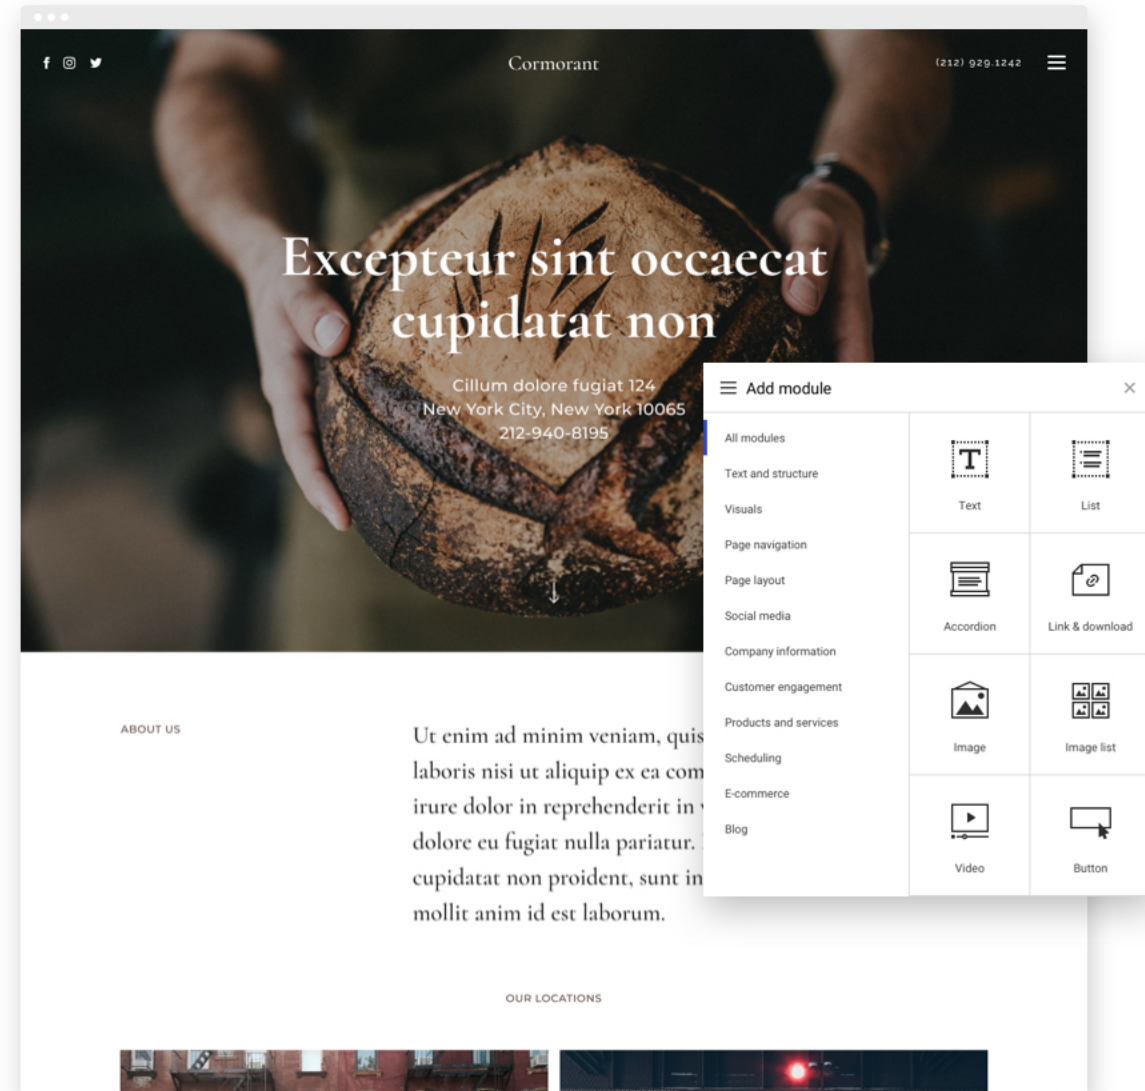 Cormorant
(212) 929.1242
Excepteur sint occaecat
cupidatat non
Cillum dolore fugiat 124
New York City, New York 10065
212-940-8195
Add module
All modules
Text and structure
Visuals
Page navigation
Page layout
Social media
Company information
Customer engagement
Products and services
Scheduling
E-commerce
Blog
T
Text
List
Accordion
Link & download
Image
Image list
Video
Button
ABOUT US
Ut enim ad minim veniam, quis
laboris nisi ut aliquip ex ea com
irure dolor in reprehenderit in
dolore eu fugiat nulla pariatur.
cupidatat non proident, sunt in
mollit anim id est laborum.
OUR LOCATIONS